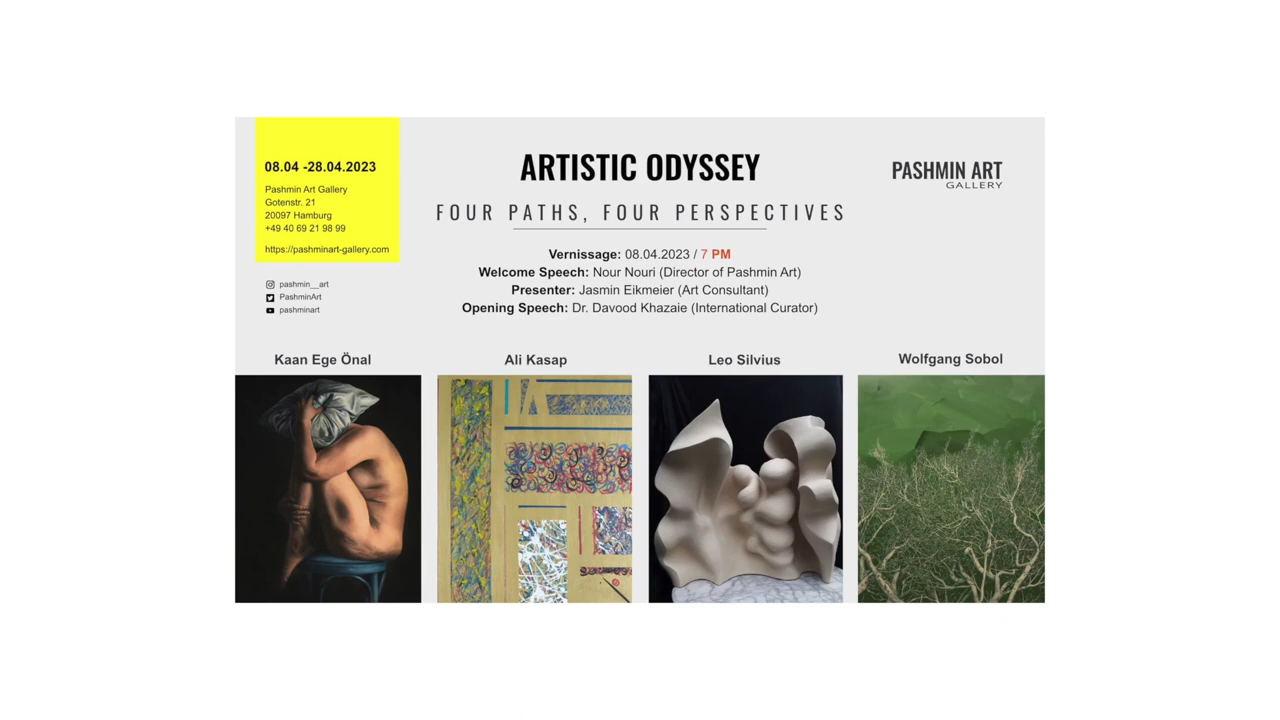 08.04 -28.04.2023
Pashmin Art Gallery
Gotenstr. 21
20097 Hamburg
+49 40 69 21 98 99
https://pashminart-gallery.com
pashmin__art
PashminArt
pashminart
ARTISTIC ODYSSEY
FOUR PATHS, FOUR PERSPECTIVES
Vernissage: 08.04.2023 / 7 PM
Welcome Speech: Nour Nouri (Director of Pashmin Art)
Presenter: Jasmin Eikmeier (Art Consultant)
Opening Speech: Dr. Davood Khazaie (International Curator)
PASHMIN ART
GALLERY
Kaan Ege Önal
Ali Kasap
Leo Silvius
Wolfgang Sobol